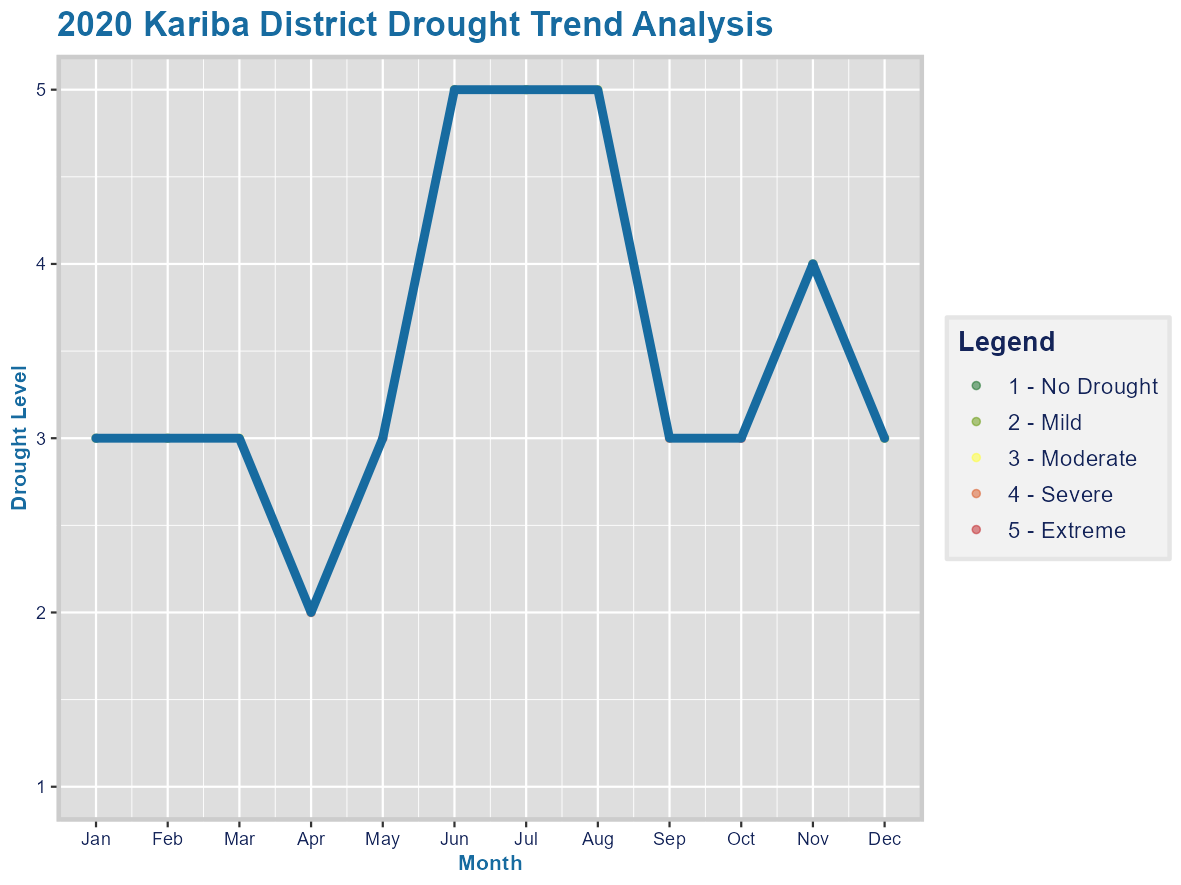 2020 Kariba District Drought Trend Analysis
5
4
3
2
1
Drought Level
Jan Feb Mar Apr May Jun Jul Aug Sep Oct Nov Dec
Month
Legend
1 - No Drought
2 - Mild
3 - Moderate
4 - Severe
5 - Extreme